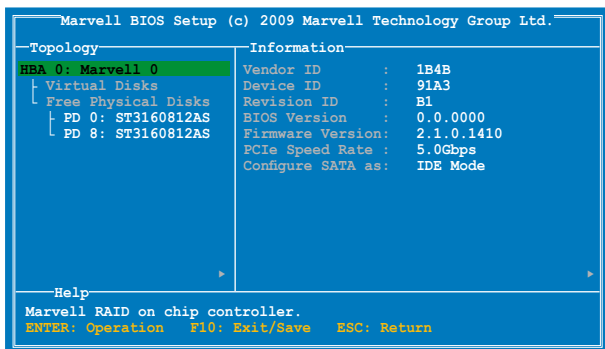 Marvell BIOS Setup (c) 2009 Marvell Technology Group Ltd.
Topology
HBA 0: Marvell 0
Virtual Disks
Free Physical Disks
PD 0: ST3160812AS
PD 8: ST3160812AS
Information
Vendor ID : 1B4B
Device ID : 91A3
Revision ID : B1
BIOS Version : 0.0.0000
Firmware Version: 2.1.0.1410
PCIe Speed Rate : 5.0Gbps
Configure SATA as: IDE Mode
Help
Marvell RAID on chip controller.
ENTER: Operation F10: Exit/Save ESC: Return